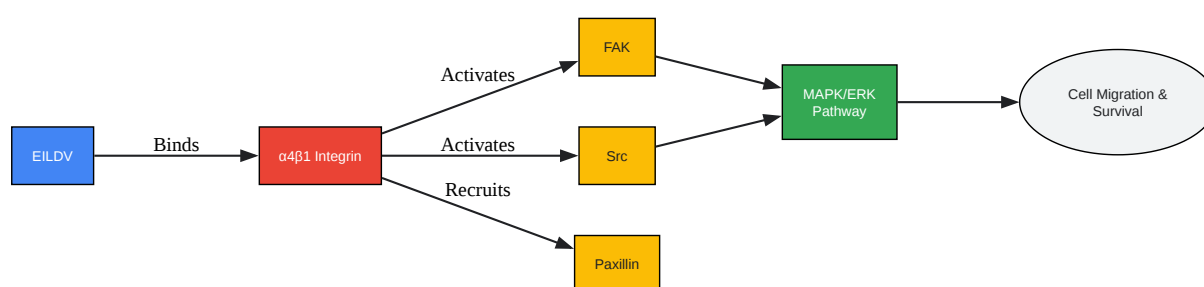 EILDV
Binds
α4β1 Integrin
Activates
Activates
Recruits
FAK
Src
Paxillin
MAPK/ERK
Pathway
Cell Migration &
Survival